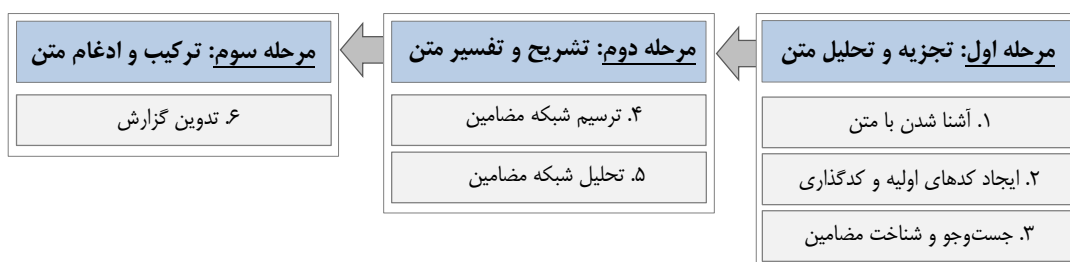 مرحله اول: تجزیه و تحلیل متن
۱. آشنا شدن با متن
۲. ایجاد کدهای اولیه و کدگذاری
۳. جست‌وجو و شناخت مضامین
مرحله دوم: تشریح و تفسیر متن
۴. ترسیم شبکه مضامین
۵. تحلیل شبکه مضامین
مرحله سوم: ترکیب و ادغام متن
۶. تدوین گزارش